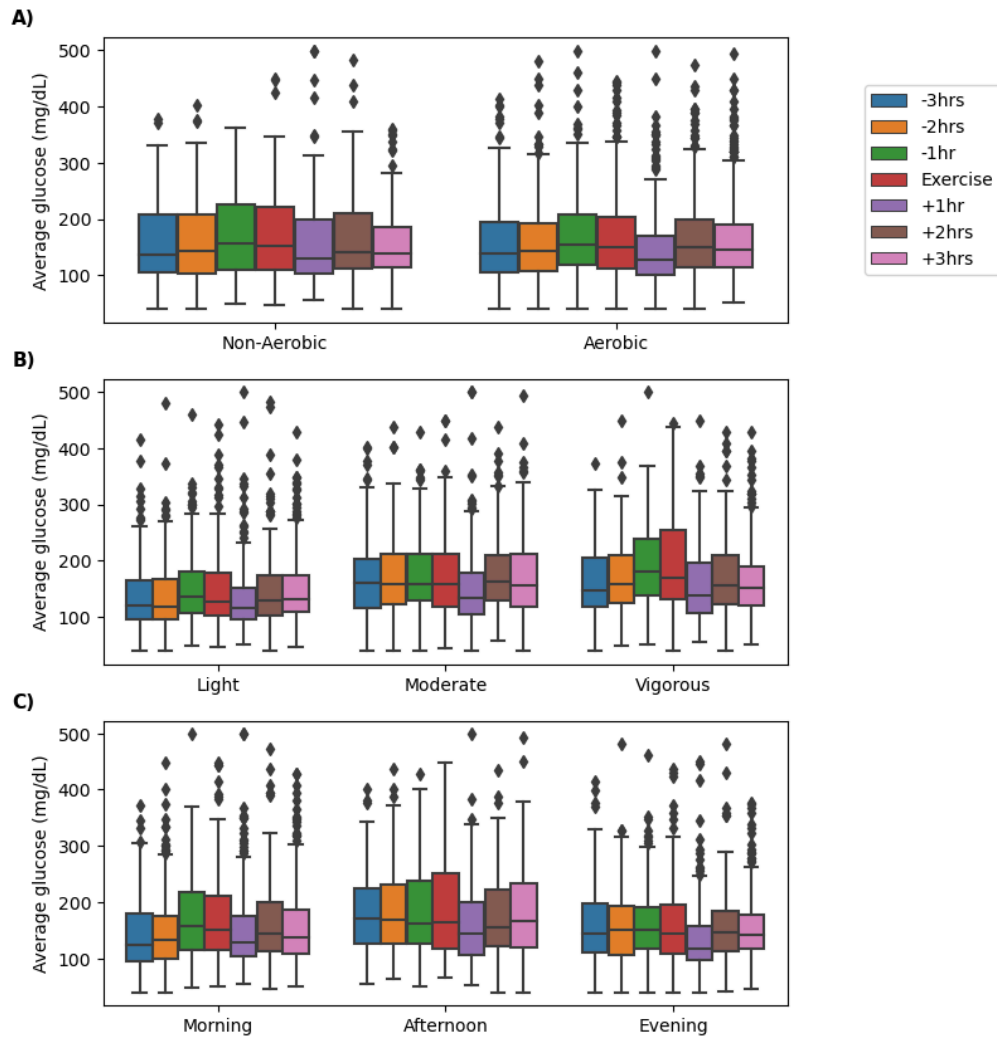 A)
500
400
300
200
100
Average glucose (mg/dL)
Non-Aerobic
Aerobic
-3hrs
-2hrs
-1hr
Exercise
+1hr
+2hrs
+3hrs
B)
500
400
300
200
100
Average glucose (mg/dL)
Light
Moderate
Vigorous
C)
500
400
300
200
100
Average glucose (mg/dL)
Morning
Afternoon
Evening